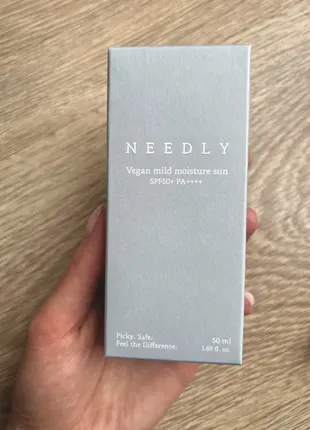 NEEDLY
Vegan mild moisture sun
SPF50+ PA++++
Picky. Safe.
Feel the Difference.
50 ml
1.69 fl. oz.